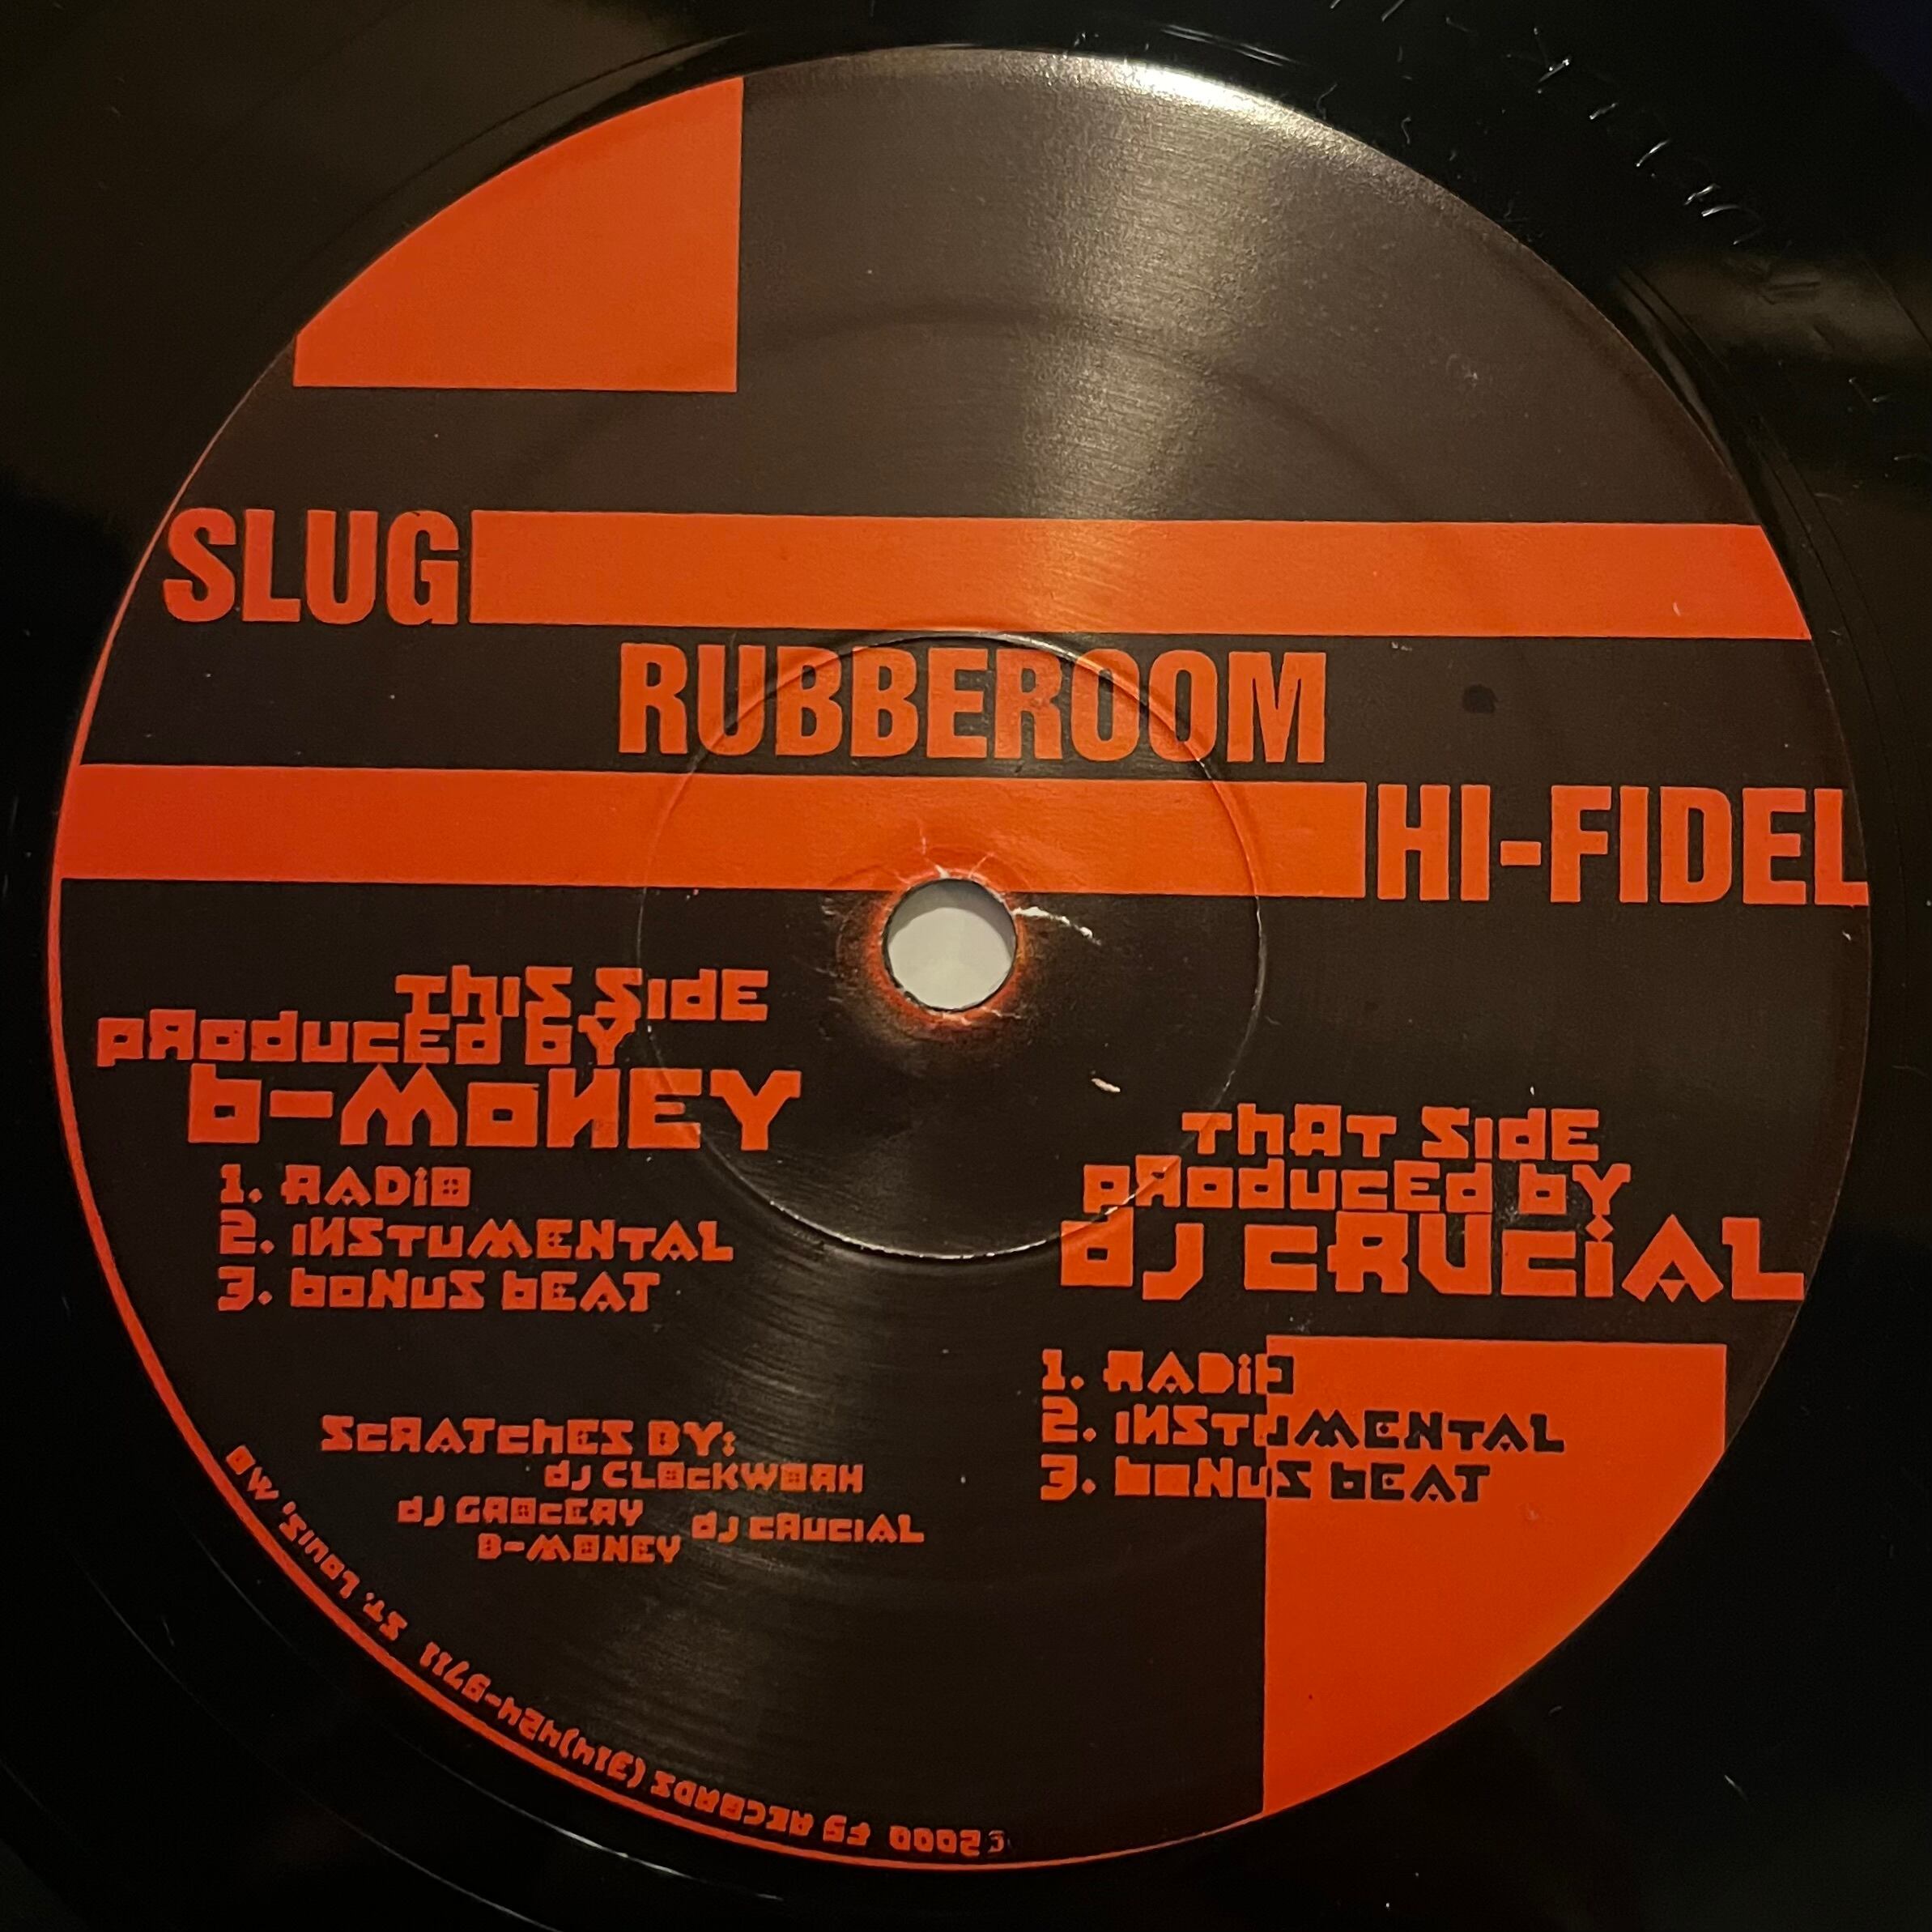 SLUG
RUBBEROOM
HI-FIDEL
THIS SIDE
PRODUCED BY
B-MONEY
1. RADIO
2. INSTUMENTAL
3. BONUS BEAT
SCRATCHES BY:
DJ CLOCKWORK
DJ GROCERY DJ CRUCIAL
B-MONEY
THAT SIDE
PRODUCED BY
DJ CRUCIAL
1. RADIO
2. INSTUMENTAL
3. BONUS BEAT
© 2000 F5 RECORDS (314)424-9711 ST. LOUIS, MO